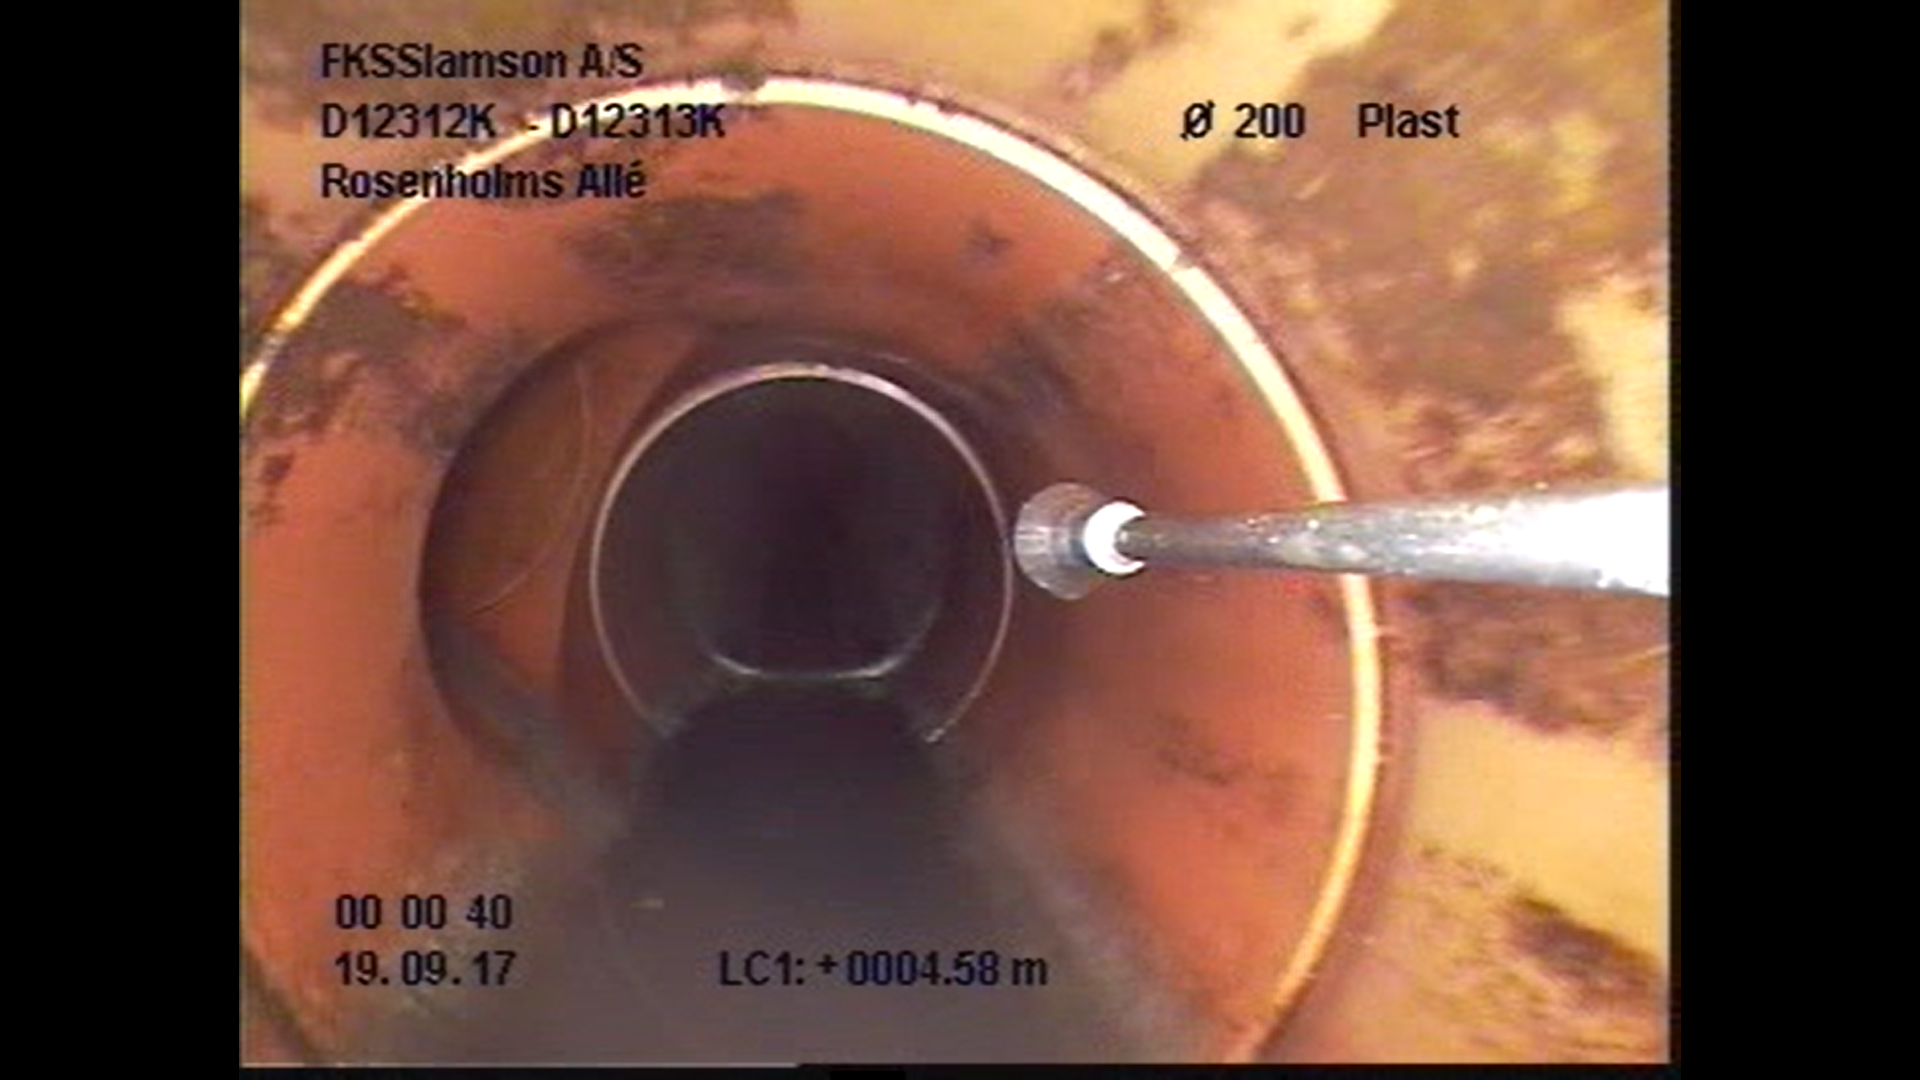 FKSSlamson A/S
D12312K - D12313K
Ø 200 Plast
Rosenholms Allé
00 00 40
19. 09. 17
LC1: +0004.58 m